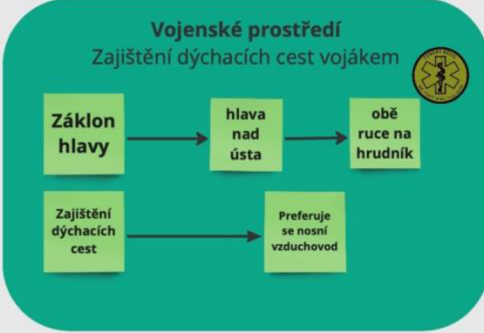 Vojenské prostředí
Zajištění dýchacích cest vojákem
Záklon
hlavy
hlava
nad
ústa
obě
ruce na
hrudník
Zajištění
dýchacích
cest
Preferuje
se nosní
vzduchovod